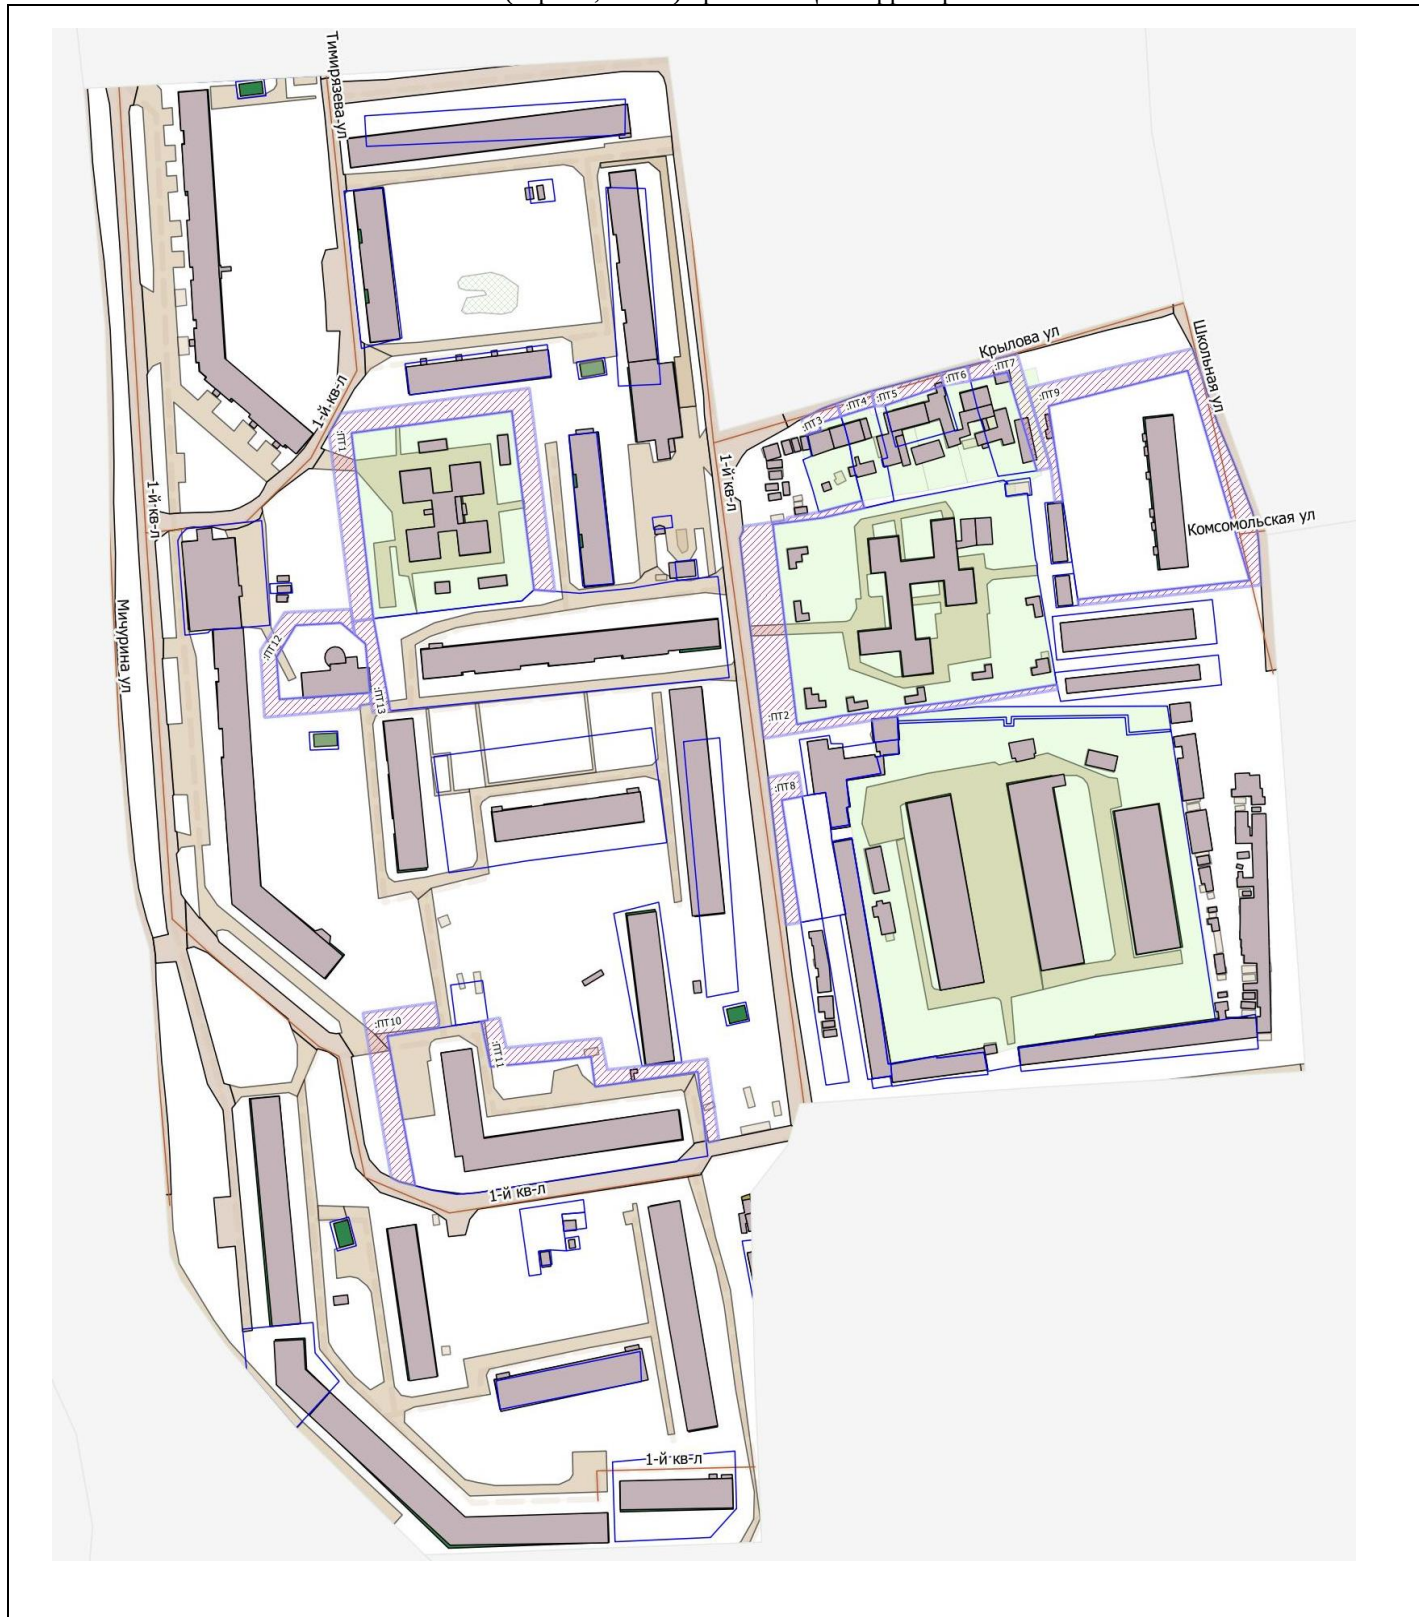 Тимирязева ул
Крылова ул
Школьная ул
:ПТ7
:ПТ6
:ПТ5
:ПТ4
:ПТ9
:ПТ3
1-й кв-л
:ПТ1
1-й кв-л
1-й кв-л
Комсомольская ул
Мичурина ул
:ПТ12
:ПТ13
:ПТ2
:ПТ8
:ПТ10
:ПТ11
1-й кв-л
1-й кв-л